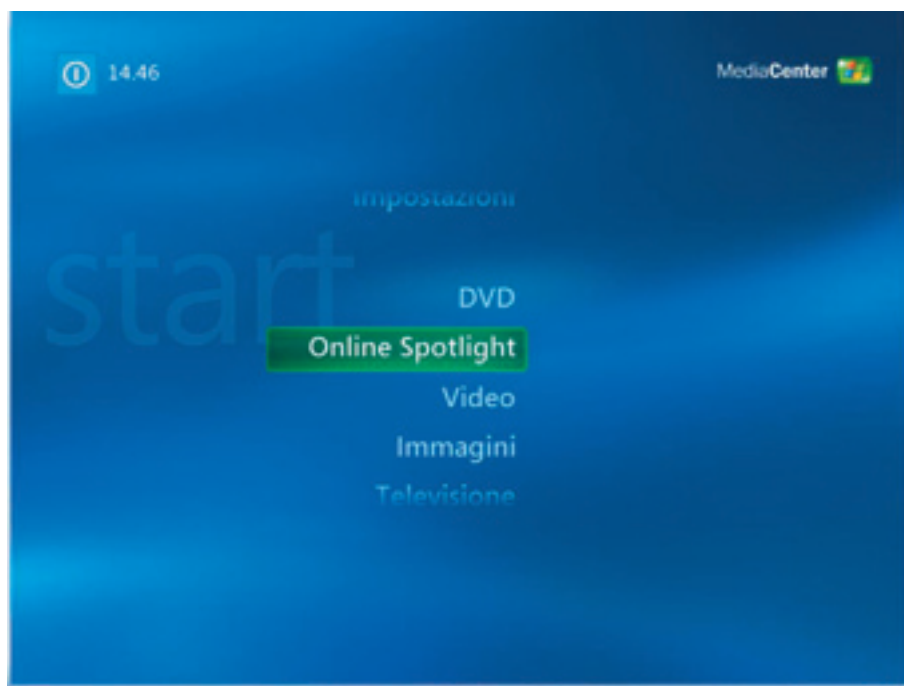 14.46
MediaCenter
Impostazioni
start
DVD
Online Spotlight
Video
Immagini
Televisione